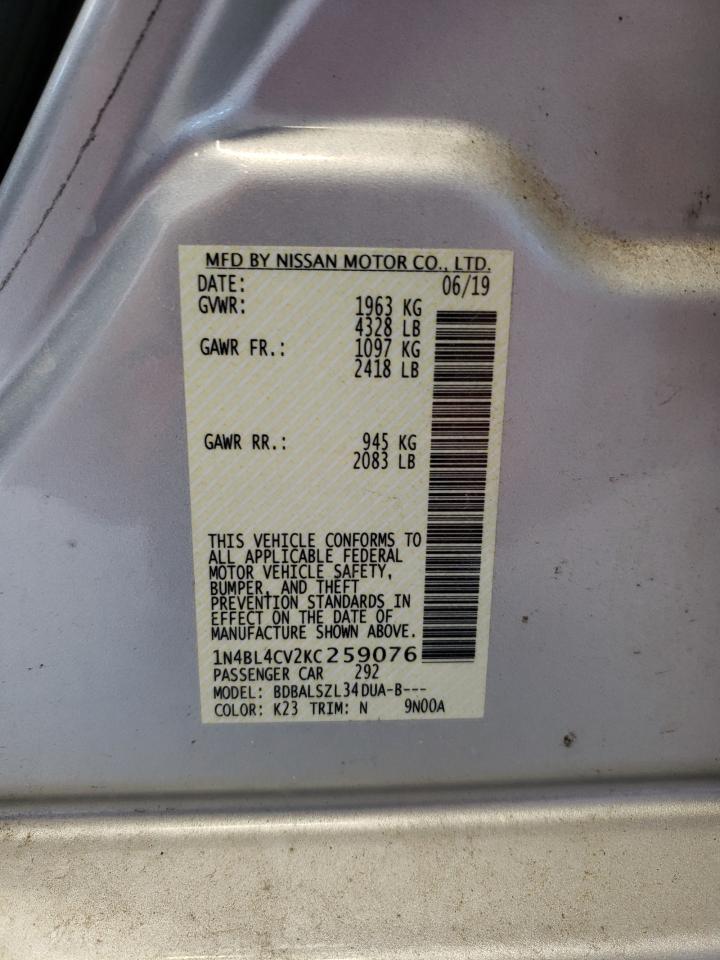 MFD BY NISSAN MOTOR CO., LTD.
DATE: 06/19
GVWR: 1963 KG
4328 LB
GAWR FR.: 1097 KG
2418 LB
GAWR RR.: 945 KG
2083 LB
THIS VEHICLE CONFORMS TO
ALL APPLICABLE FEDERAL
MOTOR VEHICLE SAFETY,
BUMPER, AND THEFT
PREVENTION STANDARDS IN
EFFECT ON THE DATE OF
MANUFACTURE SHOWN ABOVE.
1N4BL4CV2KC259076
PASSENGER CAR 292
MODEL: BDBALSZL34DUA-B---
COLOR: K23 TRIM: N 9N00A